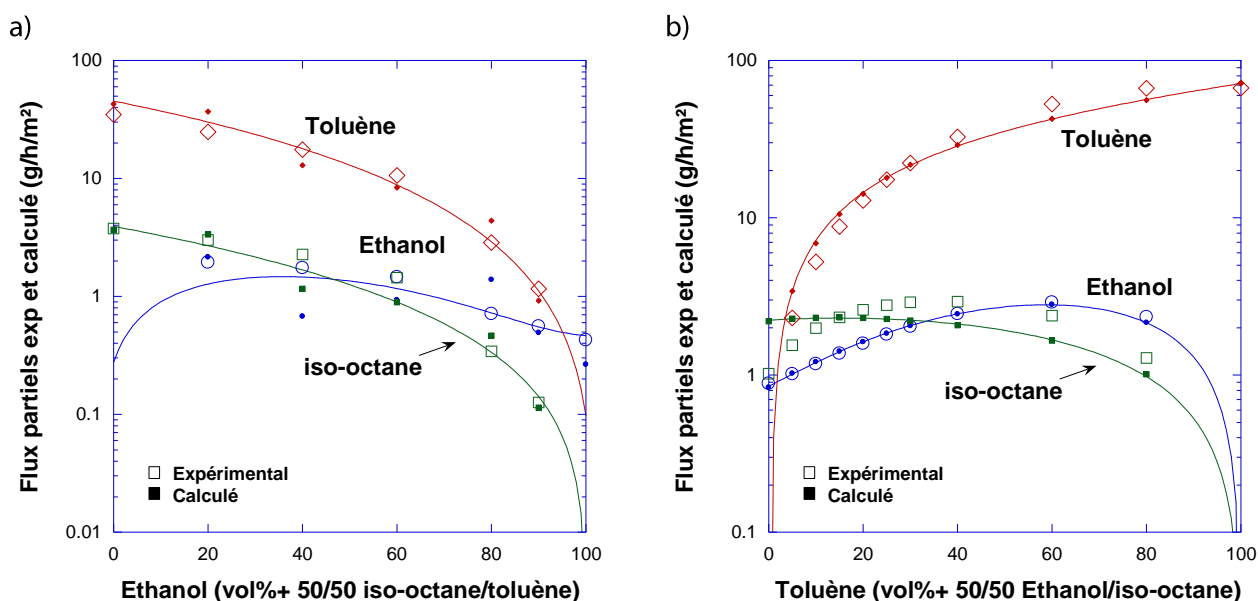 a)
Flux partiels exp et calculé (g/h/m²)
100
10
1
0.1
0.01
Toluène
Ethanol
iso-octane
Expérimental
Calculé
0 20 40 60 80 100
Ethanol (vol%+ 50/50 iso-octane/toluène)
b)
Flux partiels exp et calculé (g/h/m²)
100
10
1
0.1
Toluène
Ethanol
iso-octane
Expérimental
Calculé
0 20 40 60 80 100
Toluène (vol%+ 50/50 Ethanol/iso-octane)